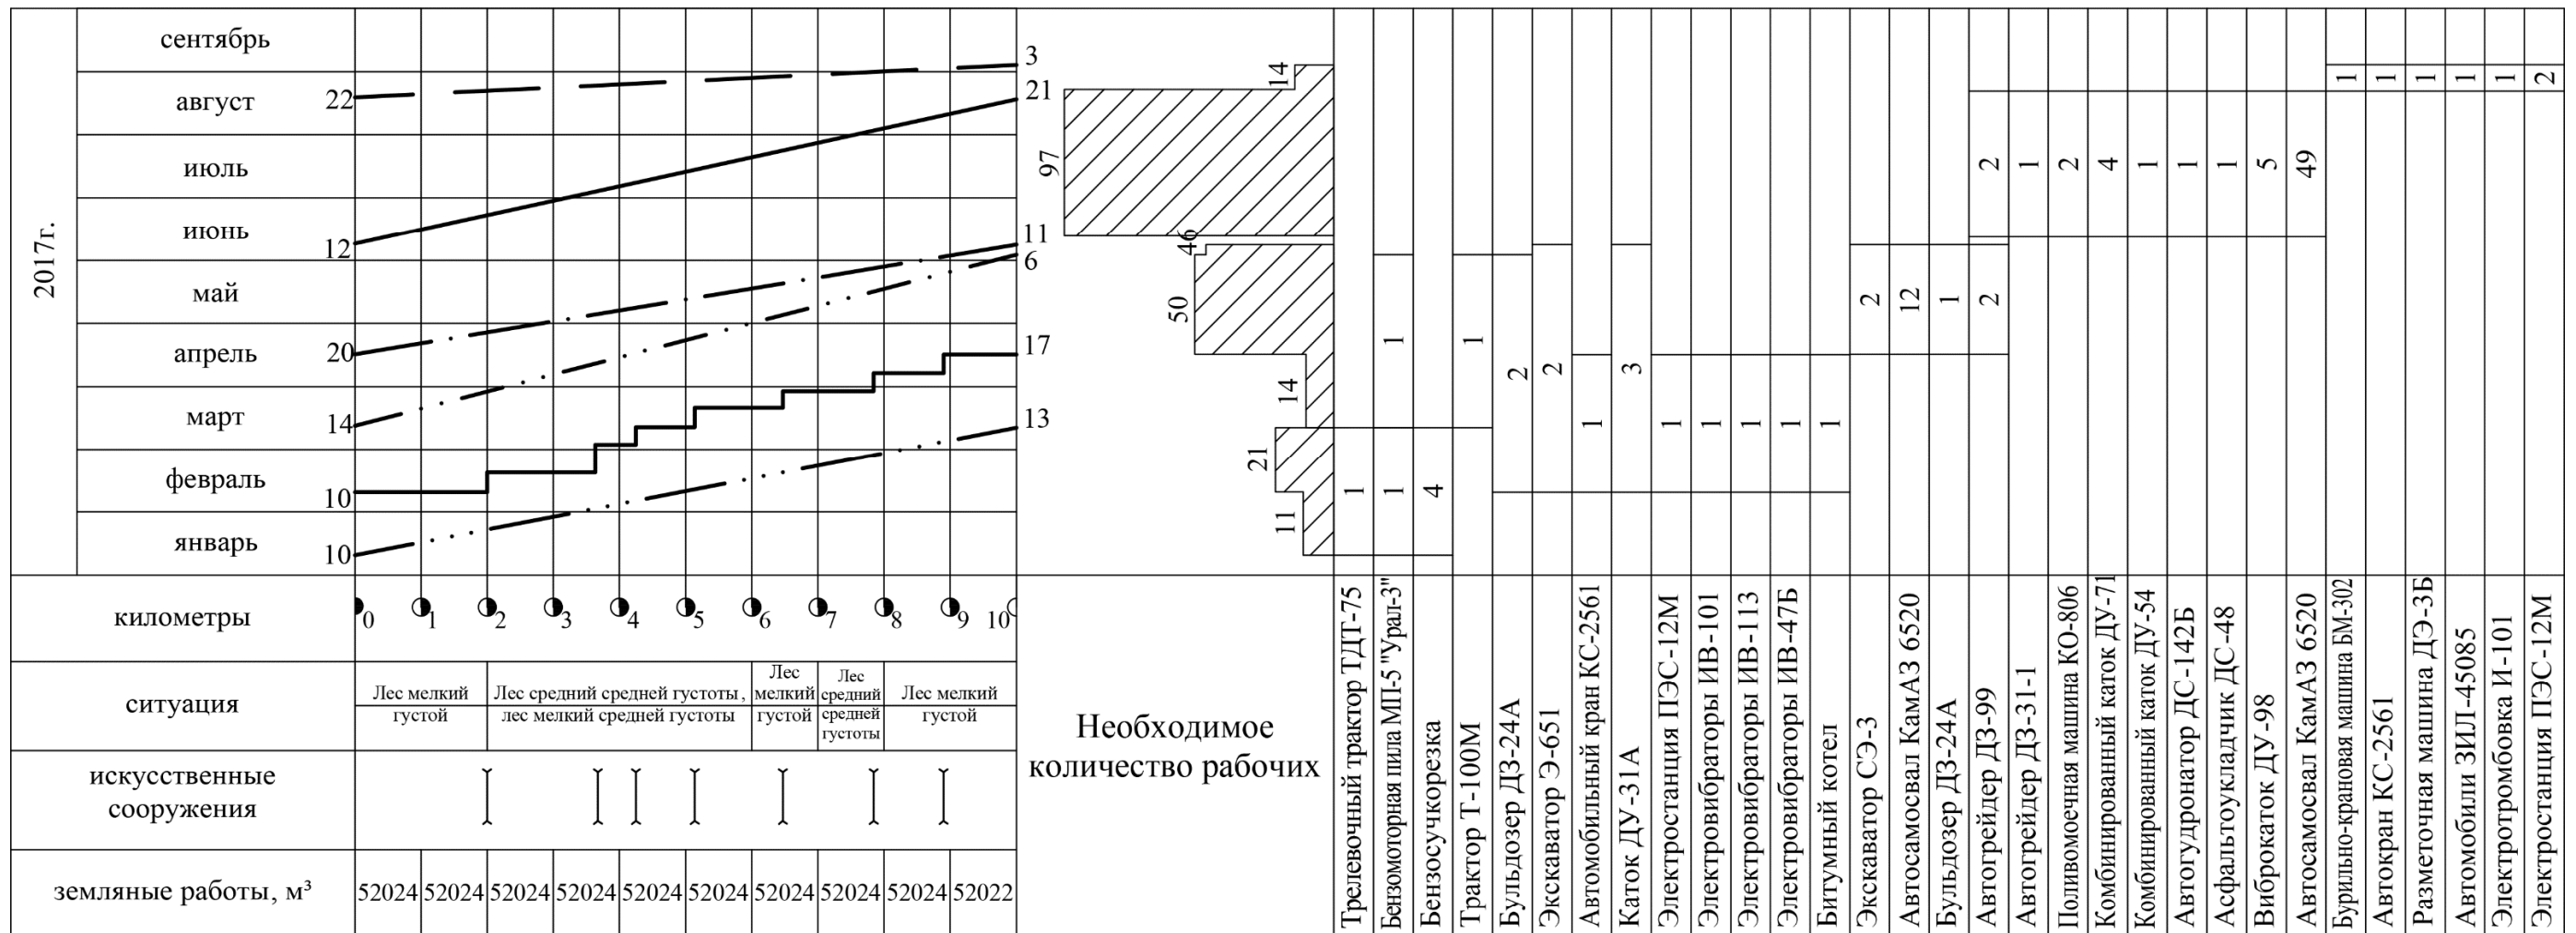 2017г.
сентябрь
август
июль
июнь
май
апрель
март
февраль
январь
22
3
21
12
11
6
20
17
14
13
10
10
14
97
46
50
14
21
11
1 1 1 1 1 2
2 1 2 4 1 1 1 5 49
2 12 1 2
1 1
2 2 3
1 1 1 1 1 1
1 1 4
километры
0 1 2 3 4 5 6 7 8 9 10
ситуация
Лес мелкий
густой
Лес средний средней густоты,
лес мелкий средней густоты
Лес
мелкий
густой
Лес
средний
средней
густоты
Лес мелкий
густой
искусственные
сооружения
земляные работы, м³
52024 52024 52024 52024 52024 52024 52024 52024 52024 52022
Необходимое
количество рабочих
Трелевочный трактор ТДТ-75
Бензомоторная пила МП-5 "Урал-3"
Бензосучкорезка
Трактор Т-100М
Бульдозер ДЗ-24А
Экскаватор Э-651
Автомобильный кран КС-2561
Каток ДУ-31А
Электростанция ПЭС-12М
Электровибраторы ИВ-101
Электровибраторы ИВ-113
Электровибраторы ИВ-47Б
Битумный котел
Экскаватор СЭ-3
Автосамосвал КамАЗ 6520
Бульдозер ДЗ-24А
Автогрейдер ДЗ-99
Автогрейдер ДЗ-31-1
Поливомоечная машина КО-806
Комбинированный каток ДУ-71
Комбинированный каток ДУ-54
Автогудронатор ДС-142Б
Асфальтоукладчик ДС-48
Виброкаток ДУ-98
Автосамосвал КамАЗ 6520
Бурильно-крановая машина БМ-302
Автокран КС-2561
Разметочная машина ДЭ-3Б
Автомобили ЗИЛ-45085
Электротромбовка И-101
Электростанция ПЭС-12М